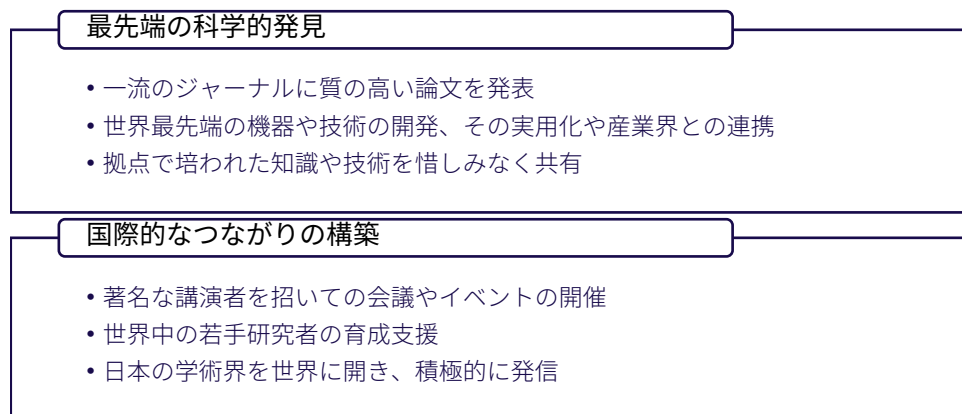 最先端の科学的発見
• 一流のジャーナルに質の高い論文を発表
• 世界最先端の機器や技術の開発、その実用化や産業界との連携
• 拠点で培われた知識や技術を惜しみなく共有
国際的なつながりの構築
• 著名な講演者を招いての会議やイベントの開催
• 世界中の若手研究者の育成支援
• 日本の学術界を世界に開き、積極的に発信